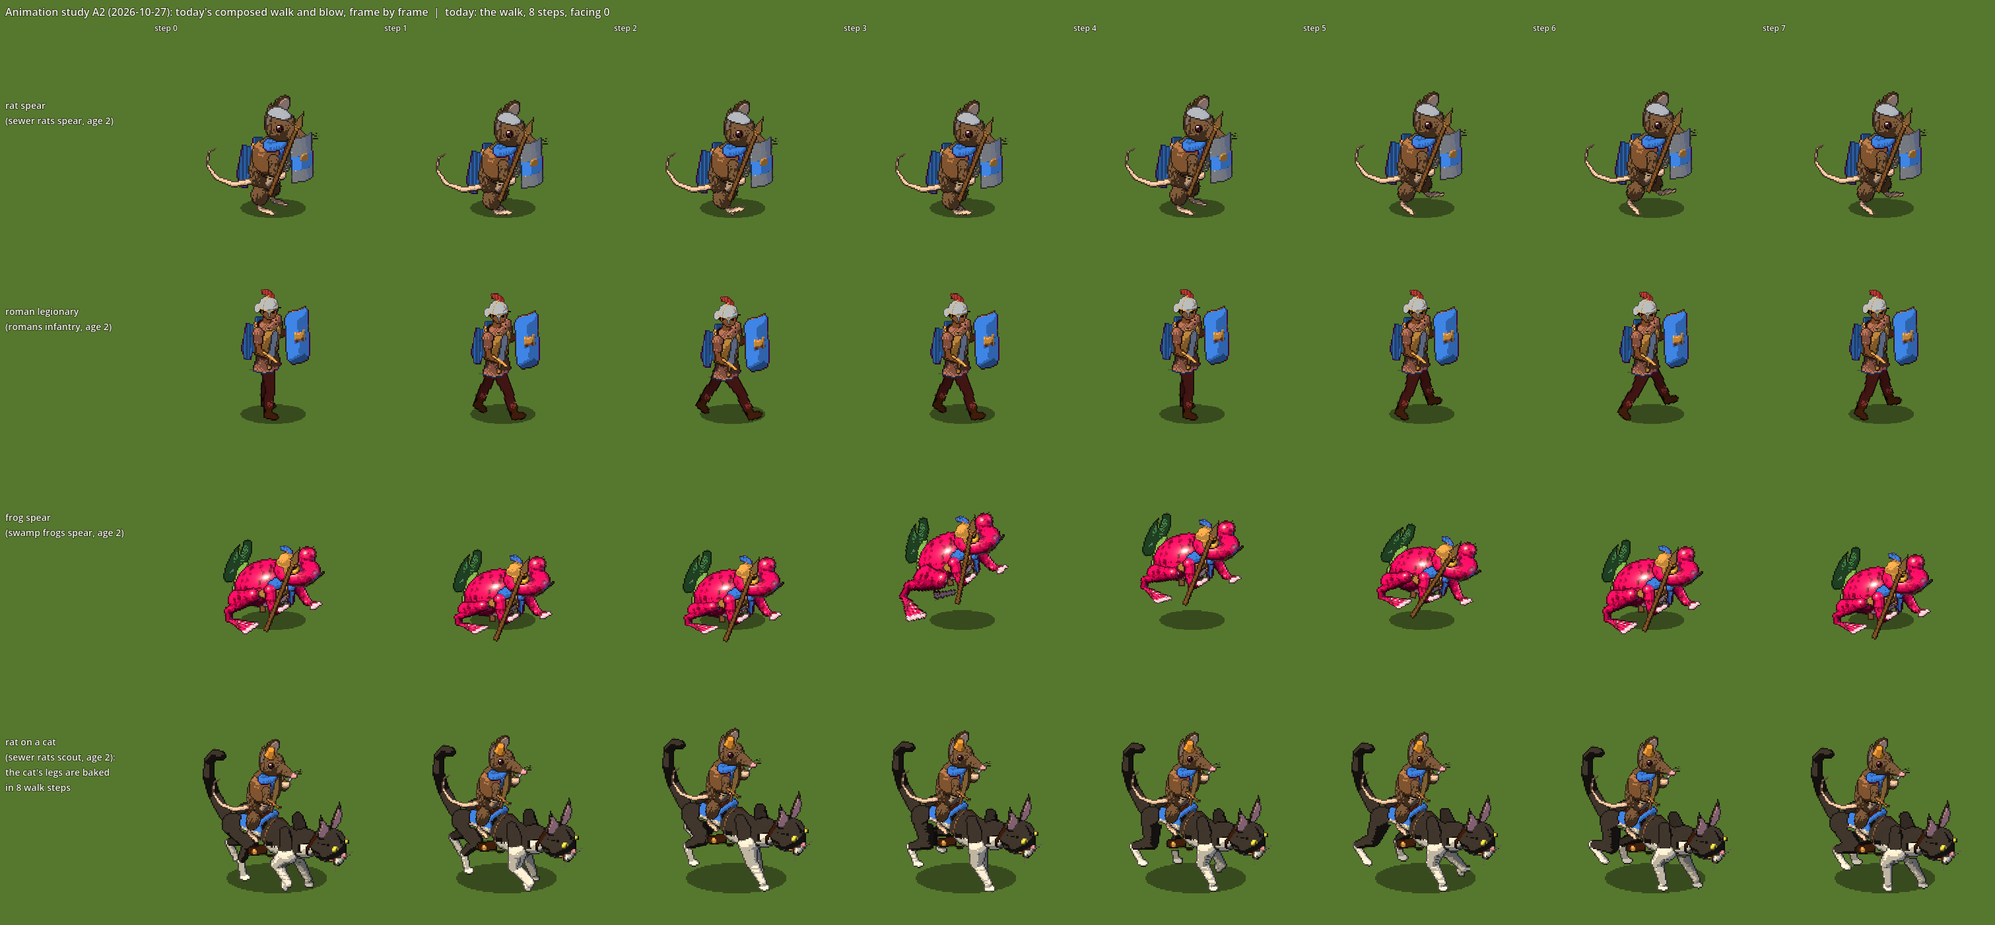 Animation study A2 (2026-10-27): today's composed walk and blow, frame by frame | today: the walk, 8 steps, facing 0
step 0 step 1 step 2 step 3 step 4 step 5 step 6 step 7
rat spear
(sewer rats spear, age 2)
roman legionary
(romans infantry, age 2)
frog spear
(swamp frogs spear, age 2)
rat on a cat
(sewer rats scout, age 2):
the cat's legs are baked
in 8 walk steps